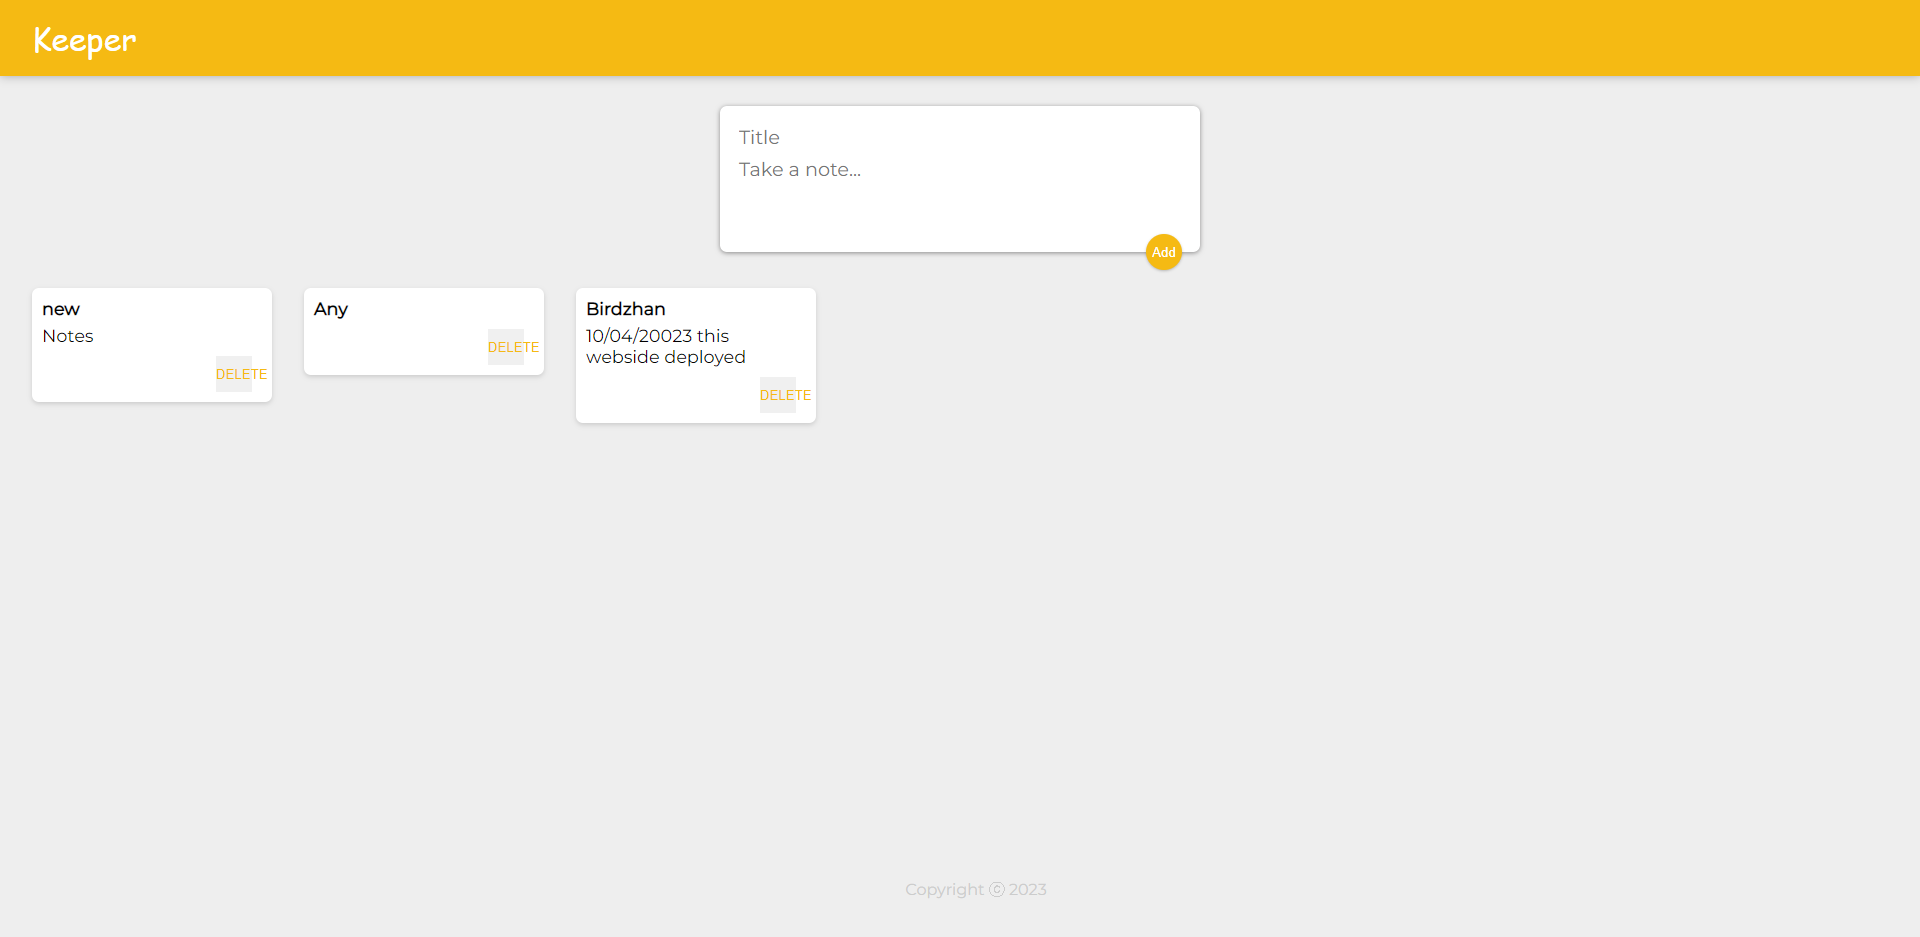 Keeper
Title
Take a note...
Add
new
Notes
DELETE
Any
DELETE
Birdzhan
10/04/20023 this
webside deployed
DELETE
Copyright ⓒ 2023